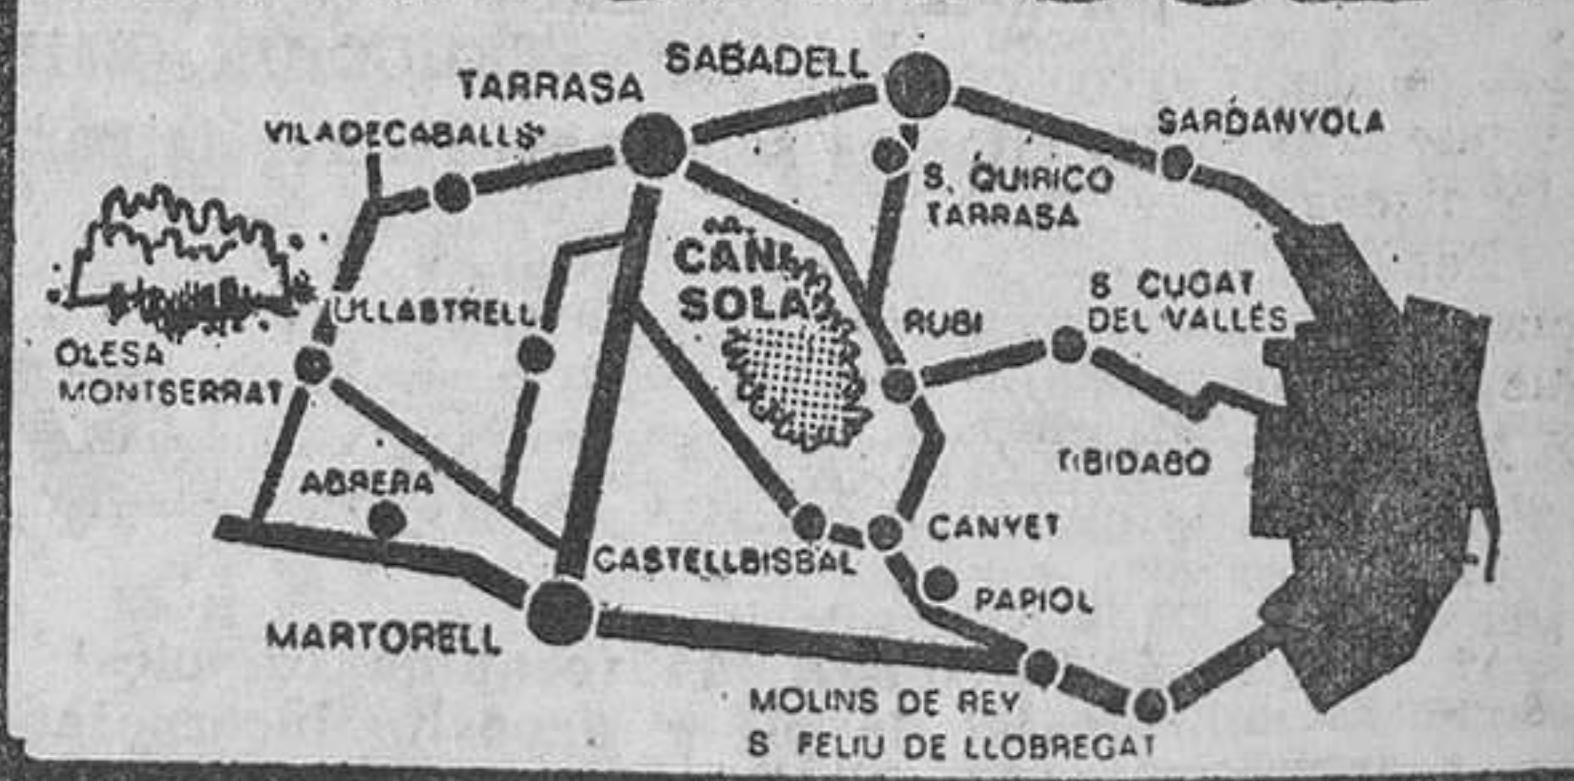 SABADELL
TARRASA
VILADECABALLS
SARDANYOLA
S. QUIRICO
TARRASA
CAN
SOLA
S CUGAT
DEL VALLÉS
ULLASTRELL
RUBI
OLESA
MONTSERRAT
TIBIDABO
ABRERA
CANYET
CASTELLBISBAL
PAPIOL
MARTORELL
MOLINS DE REY
S FELIU DE LLOBREGAT